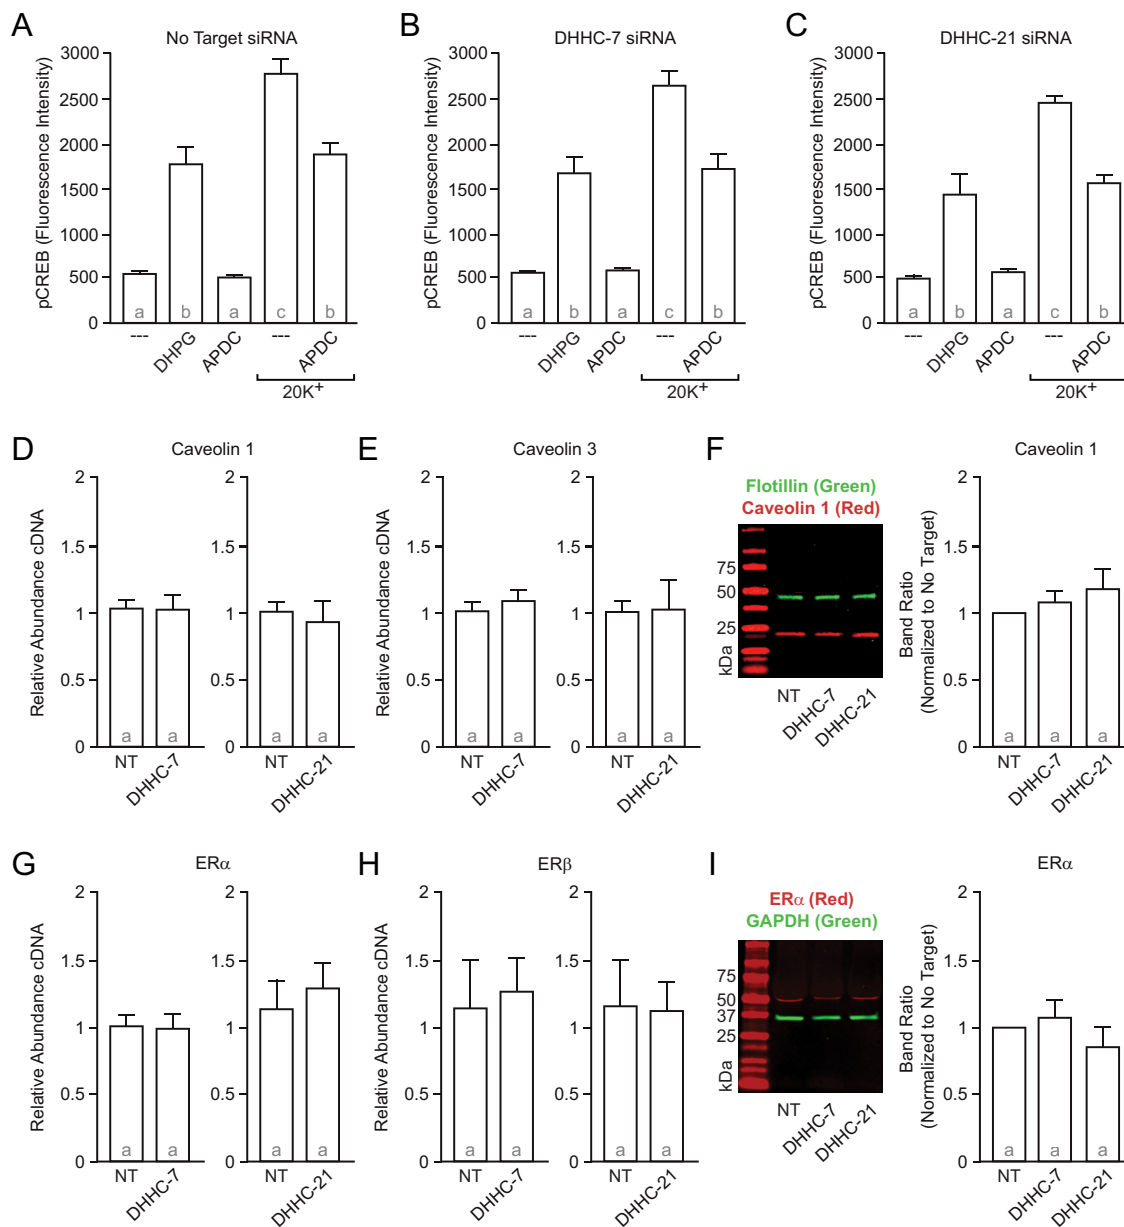 A
No Target siRNA
pCREB (Fluorescence Intensity)
3000
2500
2000
1500
1000
500
0
a b a c b
--- DHPG APDC --- APDC
20K+
B
DHHC-7 siRNA
pCREB (Fluorescence Intensity)
3000
2500
2000
1500
1000
500
0
a b a c b
--- DHPG APDC --- APDC
20K+
C
DHHC-21 siRNA
pCREB (Fluorescence Intensity)
3000
2500
2000
1500
1000
500
0
a b a c b
--- DHPG APDC --- APDC
20K+
D
Caveolin 1
Relative Abundance cDNA
2
1.5
1
0.5
0
a a
NT DHHC-7
2
1.5
1
0.5
0
a a
NT DHHC-21
E
Caveolin 3
Relative Abundance cDNA
2
1.5
1
0.5
0
a a
NT DHHC-7
2
1.5
1
0.5
0
a a
NT DHHC-21
F
Flotillin (Green)
Caveolin 1 (Red)
75
50
25
kDa
NT DHHC-7 DHHC-21
Caveolin 1
Band Ratio
(Normalized to No Target)
2
1.5
1
0.5
0
a a a
NT DHHC-7 DHHC-21
G
ERα
Relative Abundance cDNA
2
1.5
1
0.5
0
a a
NT DHHC-7
2
1.5
1
0.5
0
a a
NT DHHC-21
H
ERβ
Relative Abundance cDNA
2
1.5
1
0.5
0
a a
NT DHHC-7
2
1.5
1
0.5
0
a a
NT DHHC-21
I
ERα (Red)
GAPDH (Green)
75
50
37
25
kDa
NT DHHC-7 DHHC-21
ERα
Band Ratio
(Normalized to No Target)
2
1.5
1
0.5
0
a a a
NT DHHC-7 DHHC-21